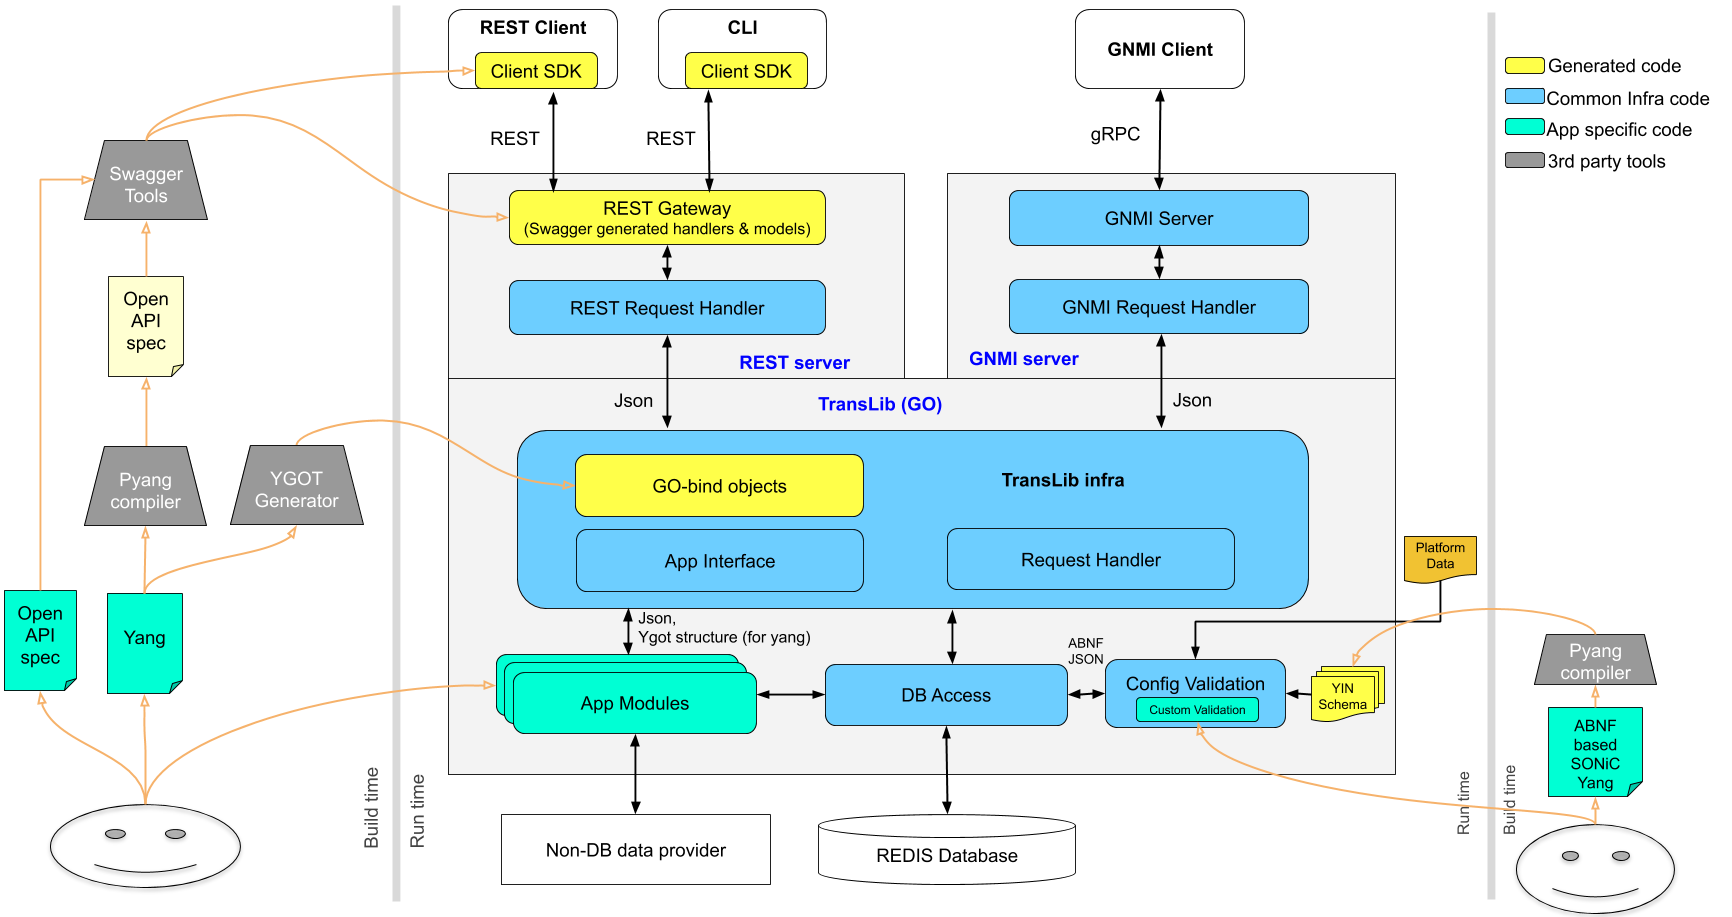 REST Client
Client SDK
CLI
Client SDK
GNMI Client
Generated code
Common Infra code
App specific code
3rd party tools
REST
REST
gRPC
Swagger
Tools
REST Gateway
(Swagger generated handlers & models)
GNMI Server
REST Request Handler
GNMI Request Handler
REST server
GNMI server
Open
API
spec
Json
TransLib (GO)
Json
Pyang
compiler
YGOT
Generator
GO-bind objects
TransLib infra
App Interface
Request Handler
Platform
Data
Open
API
spec
Yang
Json,
Ygot structure (for yang)
ABNF
JSON
App Modules
DB Access
Config Validation
Custom Validation
YIN
Schema
Pyang
compiler
ABNF
based
SONiC
Yang
Build time
Run time
Run time
Build time
Non-DB data provider
REDIS Database